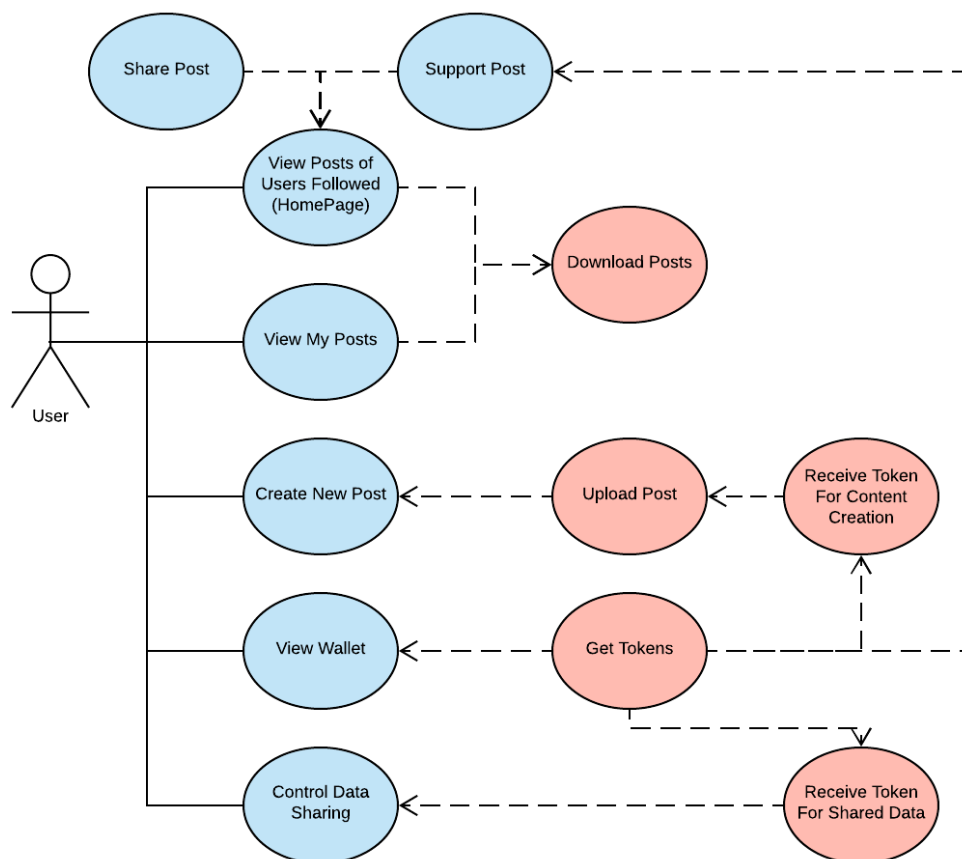 Share Post
Support Post
View Posts of
Users Followed
(HomePage)
Download Posts
View My Posts
User
Create New Post
Upload Post
Receive Token
For Content
Creation
View Wallet
Get Tokens
Control Data
Sharing
Receive Token
For Shared Data